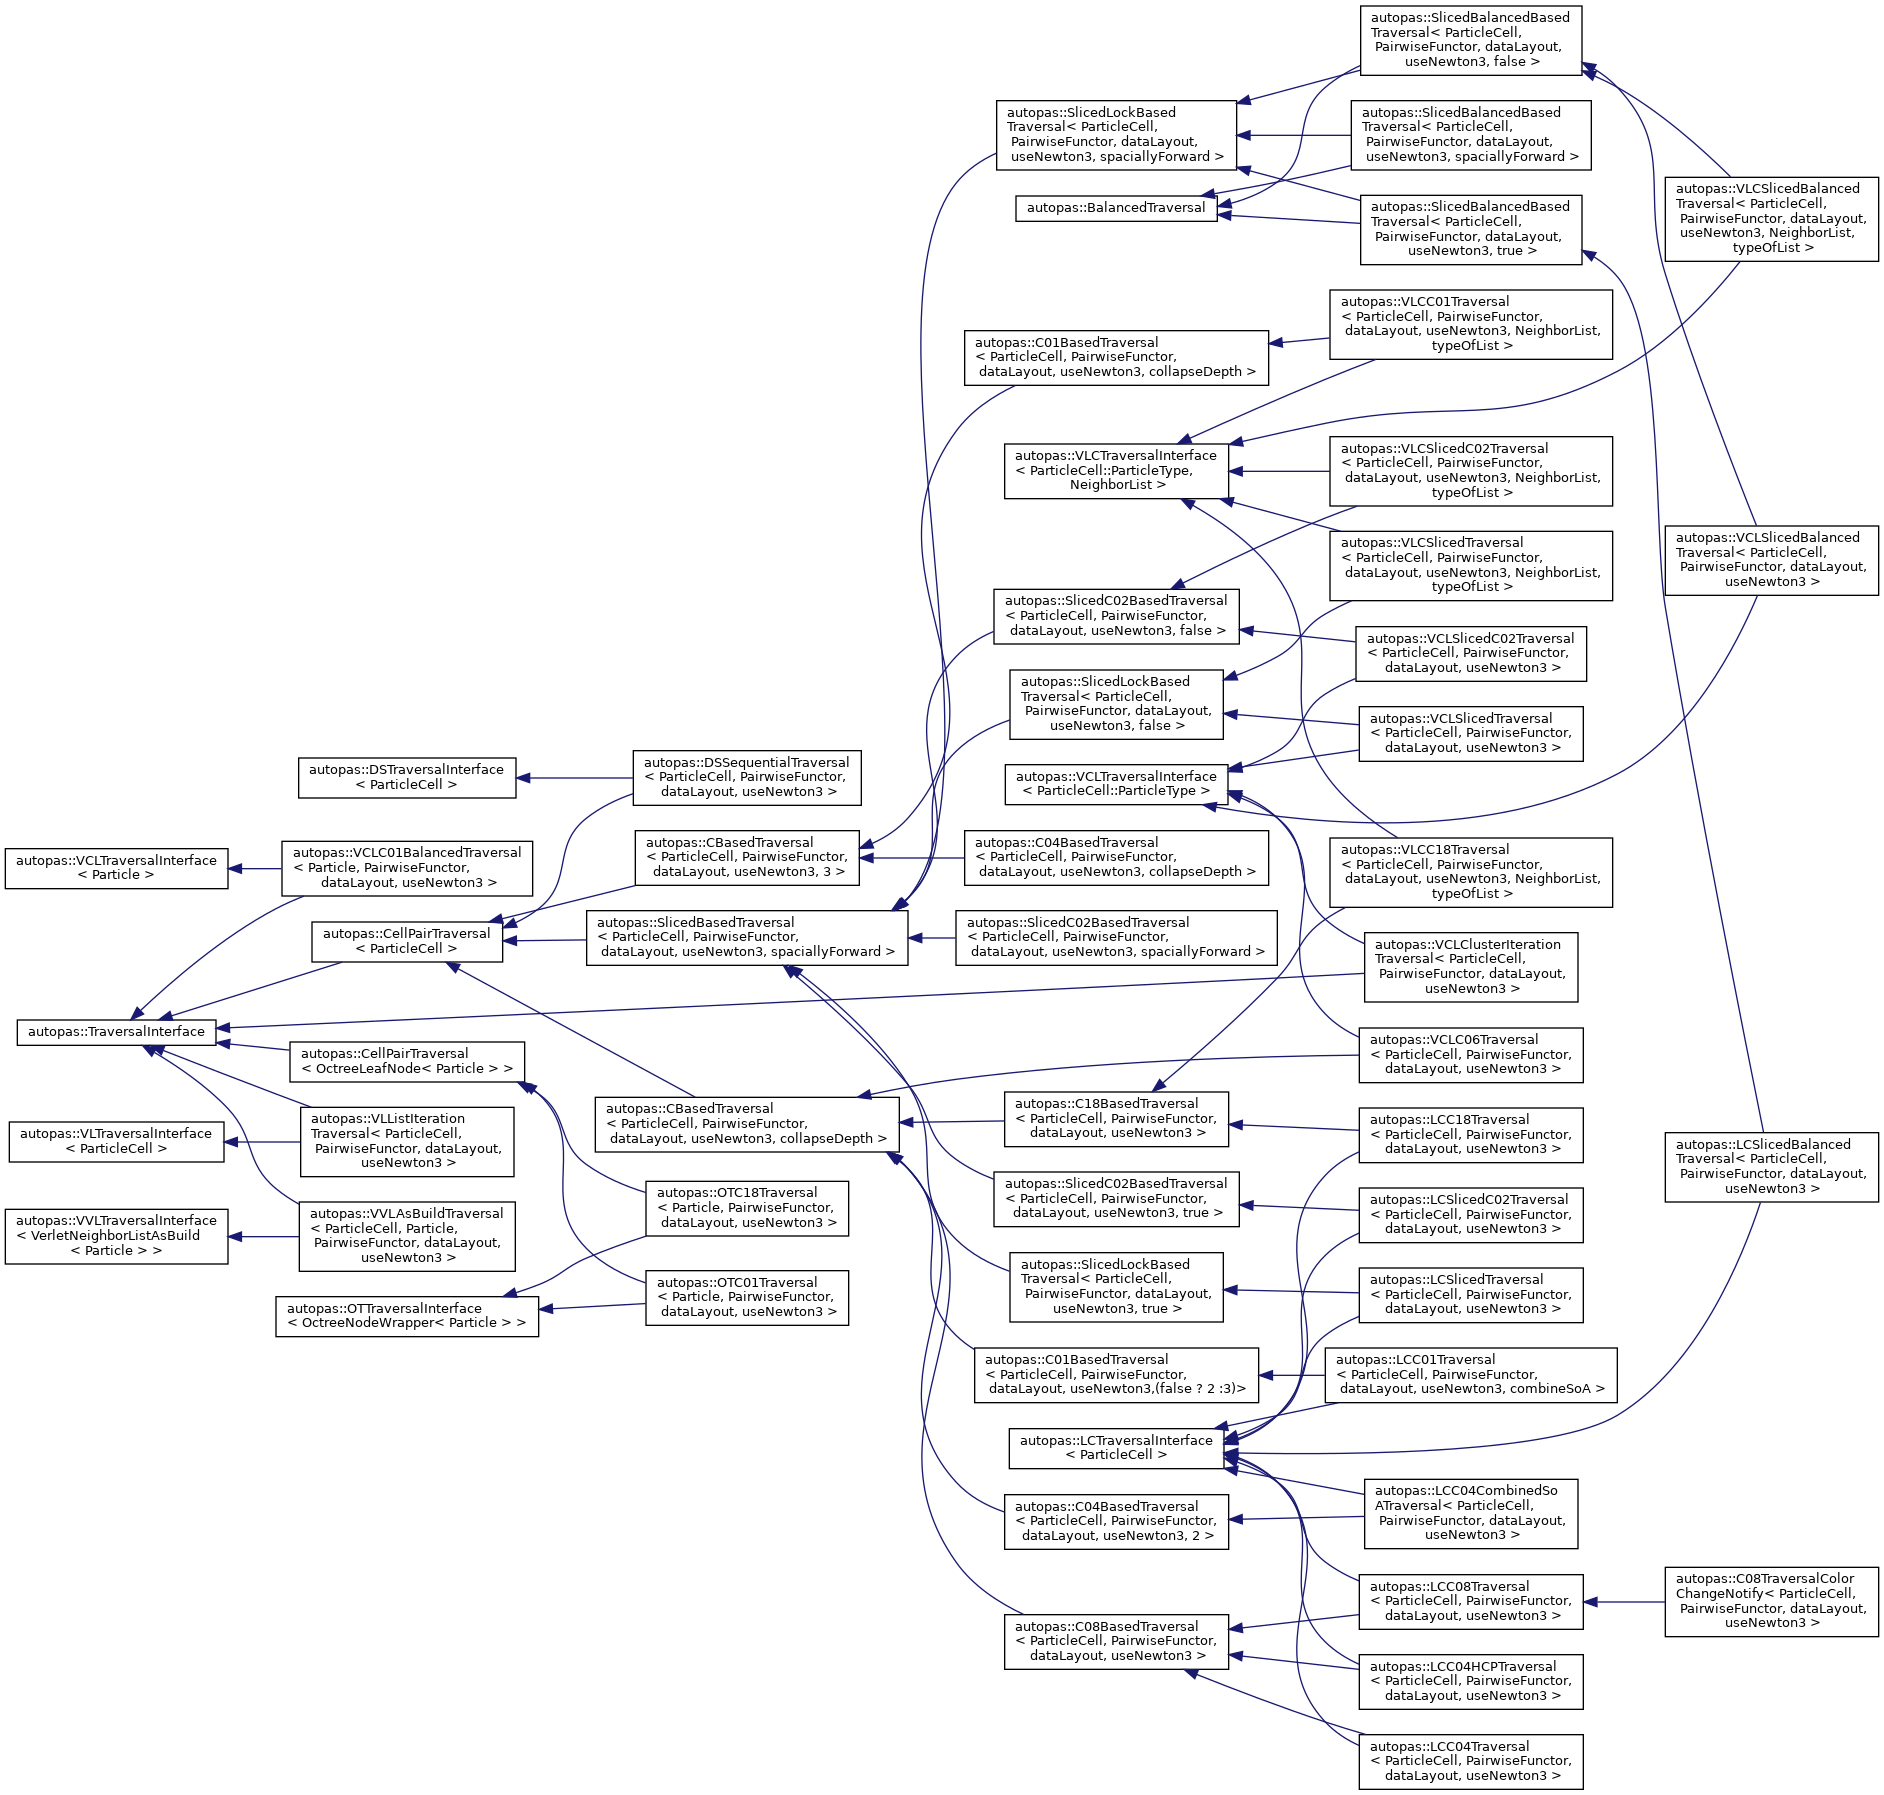 autopas::SlicedBalancedBased
Traversal< ParticleCell,
PairwiseFunctor, dataLayout,
useNewton3, false >
autopas::SlicedLockBased
Traversal< ParticleCell,
PairwiseFunctor, dataLayout,
useNewton3, spaciallyForward >
autopas::SlicedBalancedBased
Traversal< ParticleCell,
PairwiseFunctor, dataLayout,
useNewton3, spaciallyForward >
autopas::BalancedTraversal
autopas::SlicedBalancedBased
Traversal< ParticleCell,
PairwiseFunctor, dataLayout,
useNewton3, true >
autopas::VLCSlicedBalanced
Traversal< ParticleCell,
PairwiseFunctor, dataLayout,
useNewton3, NeighborList,
typeOfList >
autopas::VLCC01Traversal
< ParticleCell, PairwiseFunctor,
dataLayout, useNewton3, NeighborList,
typeOfList >
autopas::C01BasedTraversal
< ParticleCell, PairwiseFunctor,
dataLayout, useNewton3, collapseDepth >
autopas::VLCTraversalInterface
< ParticleCell::ParticleType,
NeighborList >
autopas::VLCSlicedC02Traversal
< ParticleCell, PairwiseFunctor,
dataLayout, useNewton3, NeighborList,
typeOfList >
autopas::VLCSlicedTraversal
< ParticleCell, PairwiseFunctor,
dataLayout, useNewton3, NeighborList,
typeOfList >
autopas::VCLSlicedBalanced
Traversal< ParticleCell,
PairwiseFunctor, dataLayout,
useNewton3 >
autopas::SlicedC02BasedTraversal
< ParticleCell, PairwiseFunctor,
dataLayout, useNewton3, false >
autopas::VCLSlicedC02Traversal
< ParticleCell, PairwiseFunctor,
dataLayout, useNewton3 >
autopas::SlicedLockBased
Traversal< ParticleCell,
PairwiseFunctor, dataLayout,
useNewton3, false >
autopas::VCLSlicedTraversal
< ParticleCell, PairwiseFunctor,
dataLayout, useNewton3 >
autopas::DSTraversalInterface
< ParticleCell >
autopas::DSSequentialTraversal
< ParticleCell, PairwiseFunctor,
dataLayout, useNewton3 >
autopas::VCLTraversalInterface
< ParticleCell::ParticleType >
autopas::VCLTraversalInterface
< Particle >
autopas::VCLC01BalancedTraversal
< Particle, PairwiseFunctor,
dataLayout, useNewton3 >
autopas::CBasedTraversal
< ParticleCell, PairwiseFunctor,
dataLayout, useNewton3, 3 >
autopas::C04BasedTraversal
< ParticleCell, PairwiseFunctor,
dataLayout, useNewton3, collapseDepth >
autopas::VLCC18Traversal
< ParticleCell, PairwiseFunctor,
dataLayout, useNewton3, NeighborList,
typeOfList >
autopas::CellPairTraversal
< ParticleCell >
autopas::SlicedBasedTraversal
< ParticleCell, PairwiseFunctor,
dataLayout, useNewton3, spaciallyForward >
autopas::SlicedC02BasedTraversal
< ParticleCell, PairwiseFunctor,
dataLayout, useNewton3, spaciallyForward >
autopas::VCLClusterIteration
Traversal< ParticleCell,
PairwiseFunctor, dataLayout,
useNewton3 >
autopas::TraversalInterface
autopas::CellPairTraversal
< OctreeLeafNode< Particle > >
autopas::VCLC06Traversal
< ParticleCell, PairwiseFunctor,
dataLayout, useNewton3 >
autopas::VLTraversalInterface
< ParticleCell >
autopas::VLListIteration
Traversal< ParticleCell,
PairwiseFunctor, dataLayout,
useNewton3 >
autopas::CBasedTraversal
< ParticleCell, PairwiseFunctor,
dataLayout, useNewton3, collapseDepth >
autopas::C18BasedTraversal
< ParticleCell, PairwiseFunctor,
dataLayout, useNewton3 >
autopas::LCC18Traversal
< ParticleCell, PairwiseFunctor,
dataLayout, useNewton3 >
autopas::LCSlicedBalanced
Traversal< ParticleCell,
PairwiseFunctor, dataLayout,
useNewton3 >
autopas::VVLTraversalInterface
< VerletNeighborListAsBuild
< Particle > >
autopas::VVLAsBuildTraversal
< ParticleCell, Particle,
PairwiseFunctor, dataLayout,
useNewton3 >
autopas::OTC18Traversal
< Particle, PairwiseFunctor,
dataLayout, useNewton3 >
autopas::SlicedC02BasedTraversal
< ParticleCell, PairwiseFunctor,
dataLayout, useNewton3, true >
autopas::LCSlicedC02Traversal
< ParticleCell, PairwiseFunctor,
dataLayout, useNewton3 >
autopas::OTTraversalInterface
< OctreeNodeWrapper< Particle > >
autopas::OTC01Traversal
< Particle, PairwiseFunctor,
dataLayout, useNewton3 >
autopas::SlicedLockBased
Traversal< ParticleCell,
PairwiseFunctor, dataLayout,
useNewton3, true >
autopas::LCSlicedTraversal
< ParticleCell, PairwiseFunctor,
dataLayout, useNewton3 >
autopas::C01BasedTraversal
< ParticleCell, PairwiseFunctor,
dataLayout, useNewton3,(false ? 2 :3)>
autopas::LCC01Traversal
< ParticleCell, PairwiseFunctor,
dataLayout, useNewton3, combineSoA >
autopas::LCTraversalInterface
< ParticleCell >
autopas::C04BasedTraversal
< ParticleCell, PairwiseFunctor,
dataLayout, useNewton3, 2 >
autopas::LCC04CombinedSo
ATraversal< ParticleCell,
PairwiseFunctor, dataLayout,
useNewton3 >
autopas::LCC08Traversal
< ParticleCell, PairwiseFunctor,
dataLayout, useNewton3 >
autopas::C08TraversalColor
ChangeNotify< ParticleCell,
PairwiseFunctor, dataLayout,
useNewton3 >
autopas::C08BasedTraversal
< ParticleCell, PairwiseFunctor,
dataLayout, useNewton3 >
autopas::LCC04HCPTraversal
< ParticleCell, PairwiseFunctor,
dataLayout, useNewton3 >
autopas::LCC04Traversal
< ParticleCell, PairwiseFunctor,
dataLayout, useNewton3 >